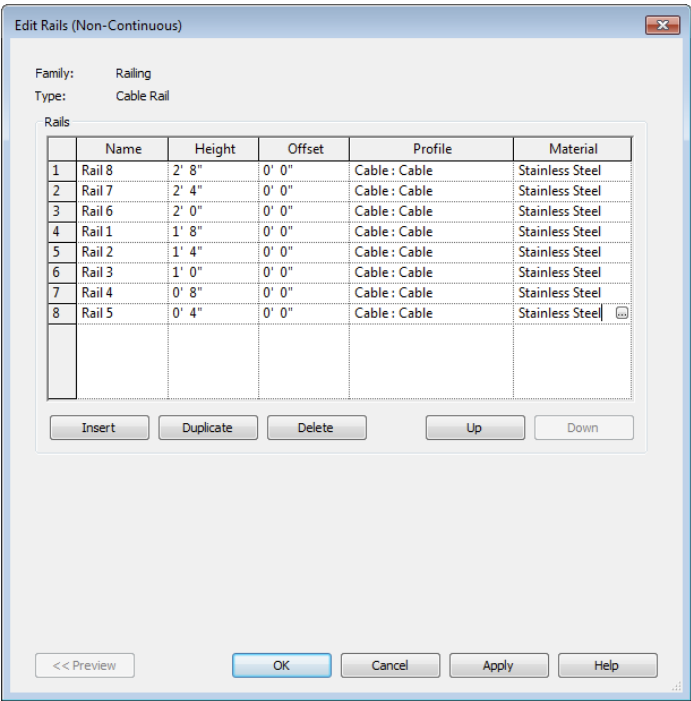 Edit Rails (Non-Continuous)
Family: Railing
Type: Cable Rail
Rails
Name Height Offset Profile Material
1 Rail 8 2' 8" 0' 0" Cable : Cable Stainless Steel
2 Rail 7 2' 4" 0' 0" Cable : Cable Stainless Steel
3 Rail 6 2' 0" 0' 0" Cable : Cable Stainless Steel
4 Rail 1 1' 8" 0' 0" Cable : Cable Stainless Steel
5 Rail 2 1' 4" 0' 0" Cable : Cable Stainless Steel
6 Rail 3 1' 0" 0' 0" Cable : Cable Stainless Steel
7 Rail 4 0' 8" 0' 0" Cable : Cable Stainless Steel
8 Rail 5 0' 4" 0' 0" Cable : Cable Stainless Steel ...
Insert Duplicate Delete Up Down
<< Preview OK Cancel Apply Help